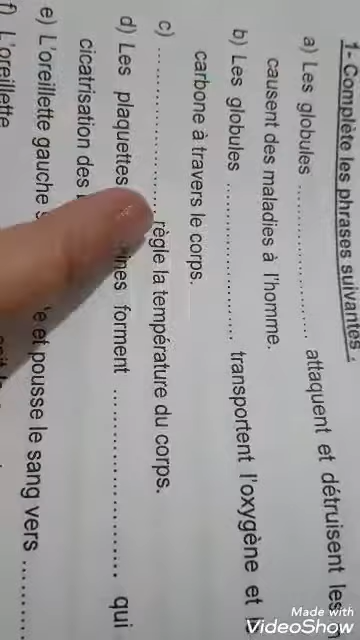 1- Complète les phrases suivantes :
a) Les globules .................. attaquent et détruisent les
causent des maladies à l'homme.
b) Les globules .................. transportent l'oxygène et
carbone à travers le corps.
c) .................. règle la température du corps.
d) Les plaquettes forment .................. qui
cicatrisation des
e) L'oreillette gauche et pousse le sang vers .........
f) L'oreillette
Made with
VideoShow